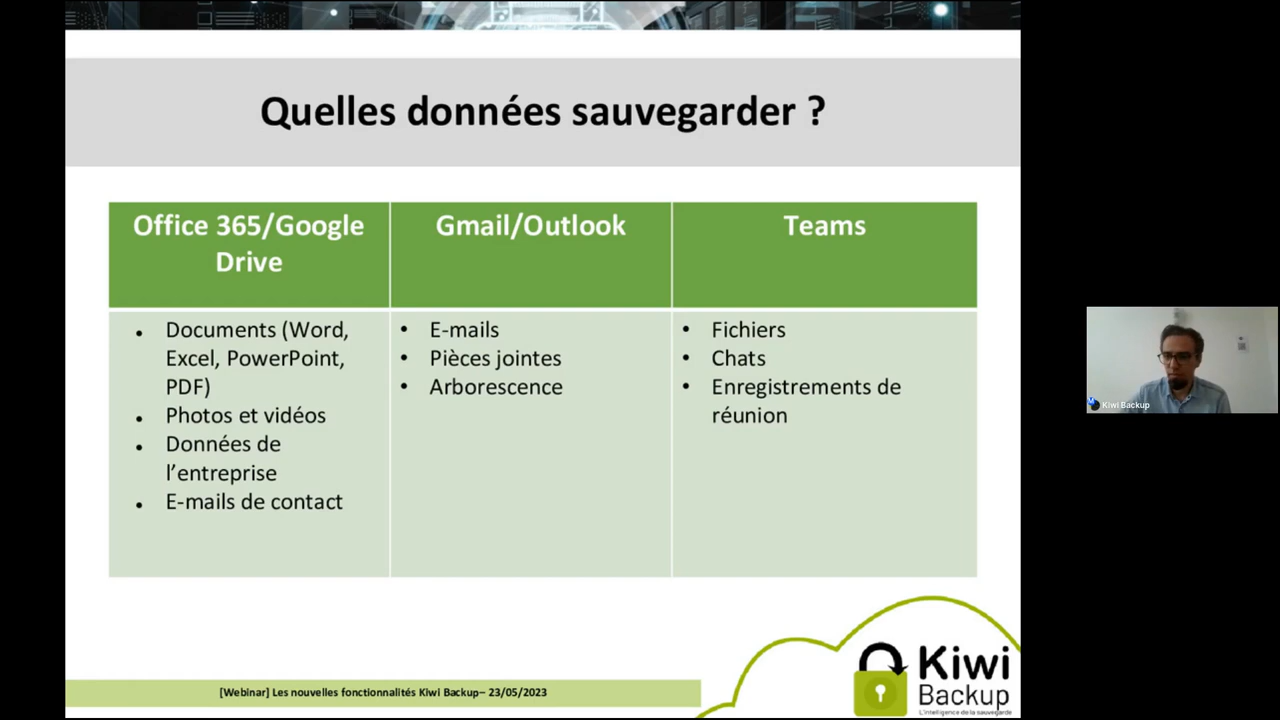 Quelles données sauvegarder ?
Office 365/Google
Drive
Gmail/Outlook
Teams
Documents (Word,
Excel, PowerPoint,
PDF)
Photos et vidéos
Données de
l’entreprise
E-mails de contact
E-mails
Pièces jointes
Arborescence
Fichiers
Chats
Enregistrements de
réunion
Kiwi Backup
[Webinar] Les nouvelles fonctionnalités Kiwi Backup– 23/05/2023
Kiwi
Backup
L'intelligence de la sauvegarde